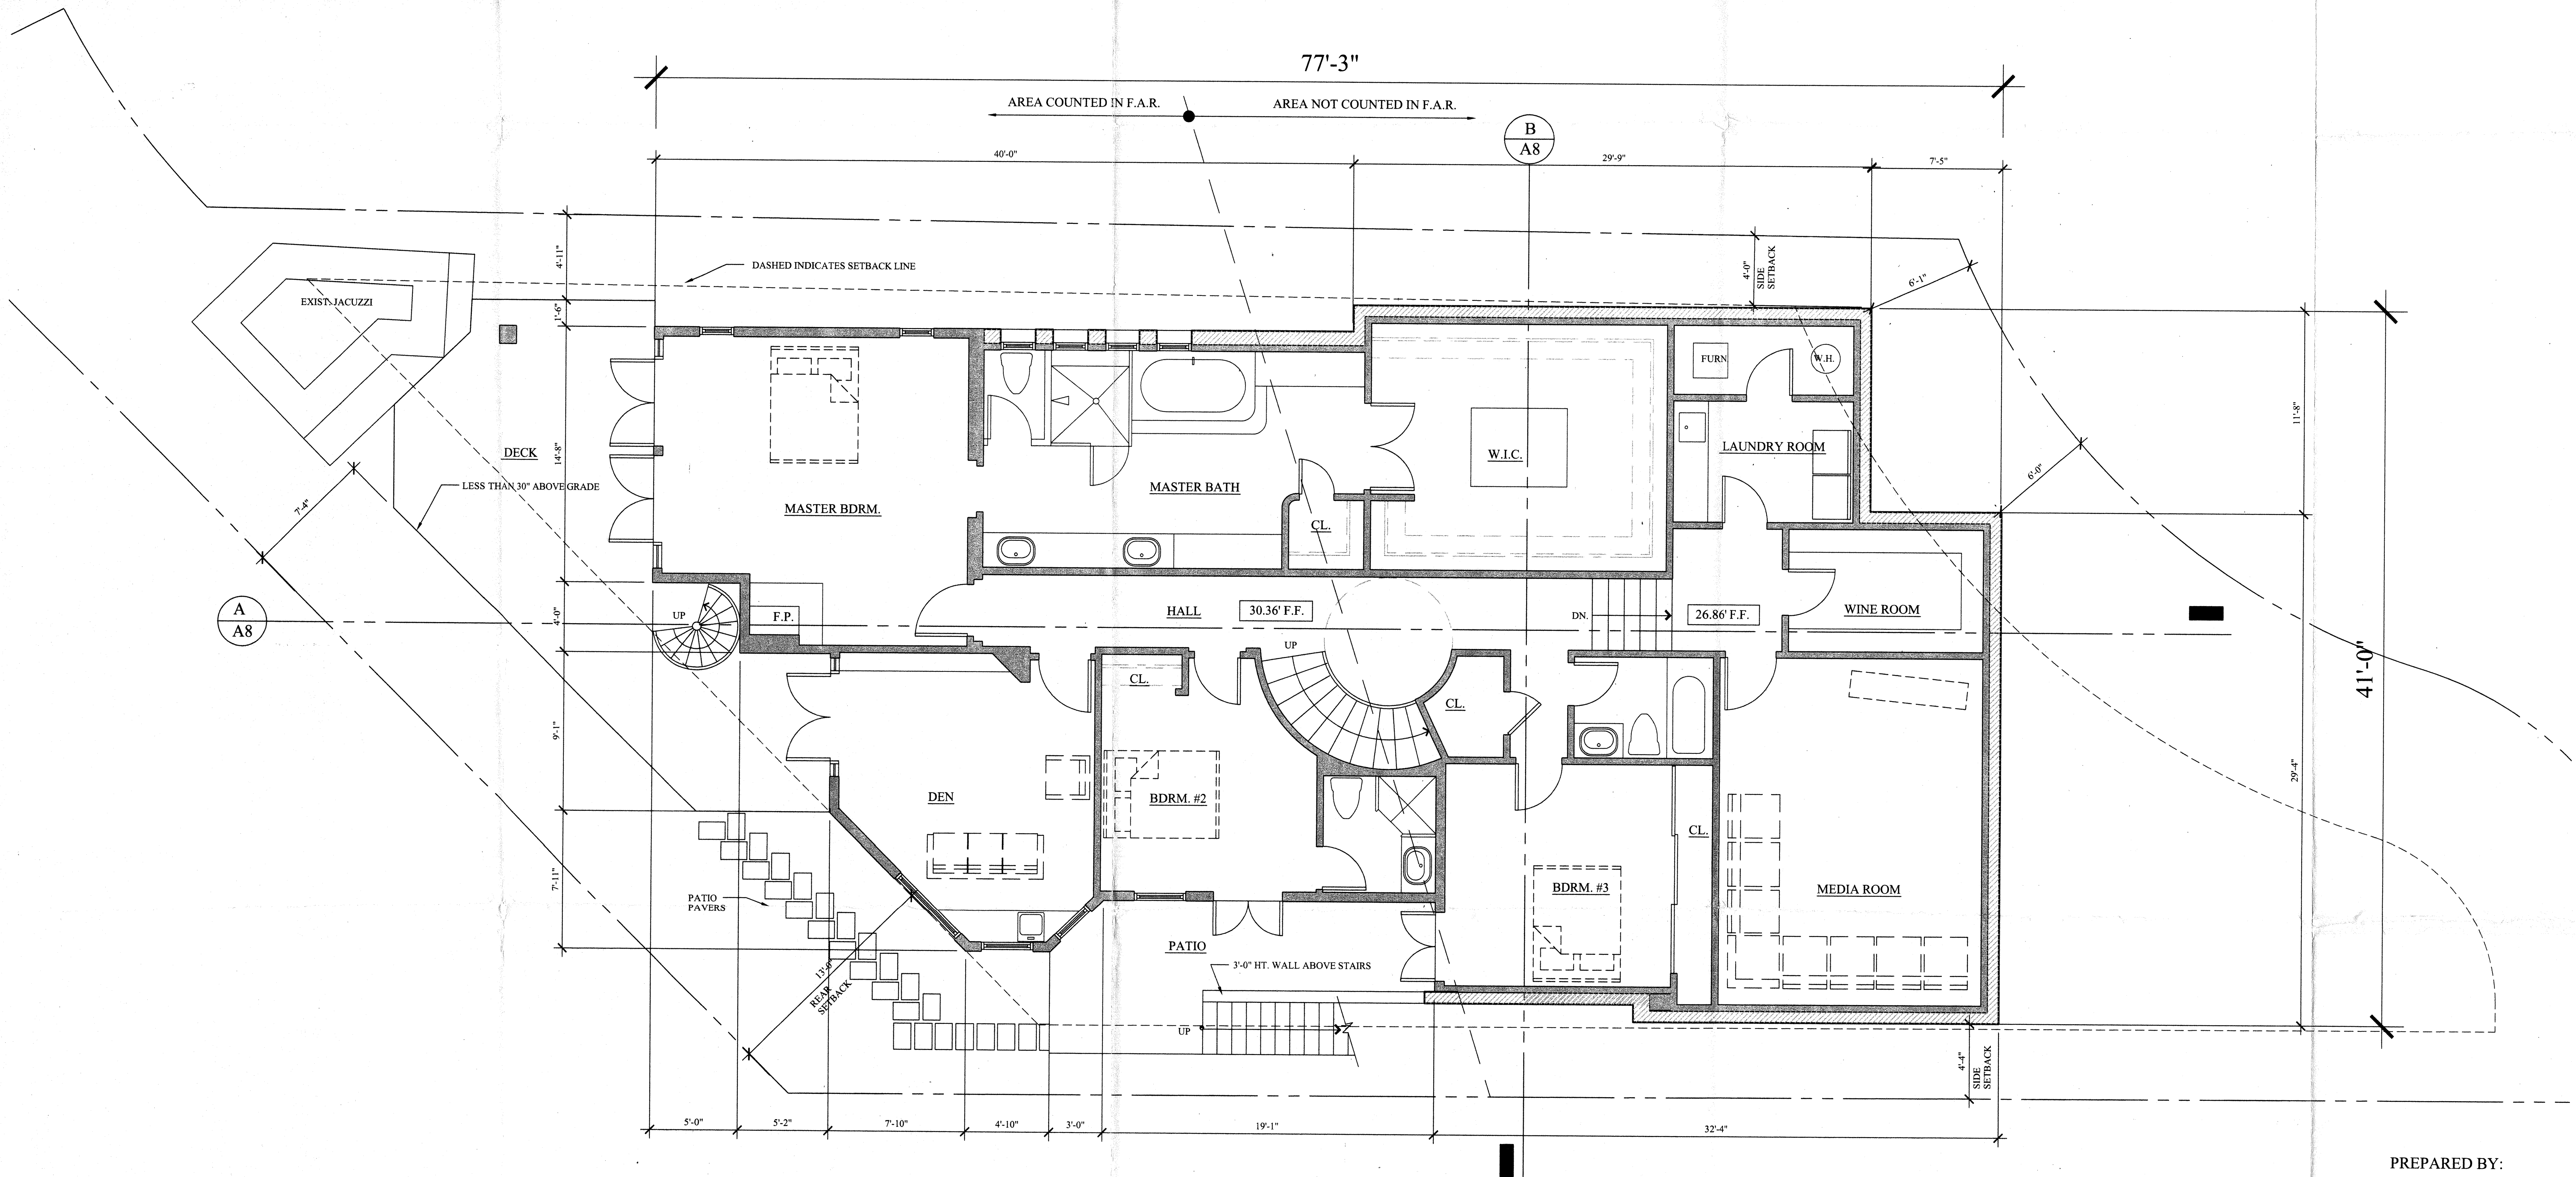 77'-3"
AREA COUNTED IN F.A.R.
AREA NOT COUNTED IN F.A.R.
B
A8
40'-0"
29'-9"
7'-5"
4'-11"
DASHED INDICATES SETBACK LINE
4'-0"
SIDE
SETBACK
6'-1"
EXIST. JACUZZI
1'-6"
FURN
W.H.
11'-8"
DECK
14'-8"
LAUNDRY ROOM
W.I.C.
6'-0"
LESS THAN 30" ABOVE GRADE
MASTER BATH
7'-4"
MASTER BDRM.
CL.
A
A8
UP
4'-0"
F.P.
HALL
30.36' F.F.
DN.
26.86' F.F.
WINE ROOM
UP
41'-0"
CL.
CL.
9'-1"
DEN
BDRM. #2
29'-4"
CL.
7'-11"
PATIO
PAVERS
BDRM. #3
MEDIA ROOM
PATIO
13'-0"
REAR
SETBACK
3'-0" HT. WALL ABOVE STAIRS
UP
4'-4"
SIDE
SETBACK
5'-0"
5'-2"
7'-10"
4'-10"
3'-0"
19'-1"
32'-4"
PREPARED BY: